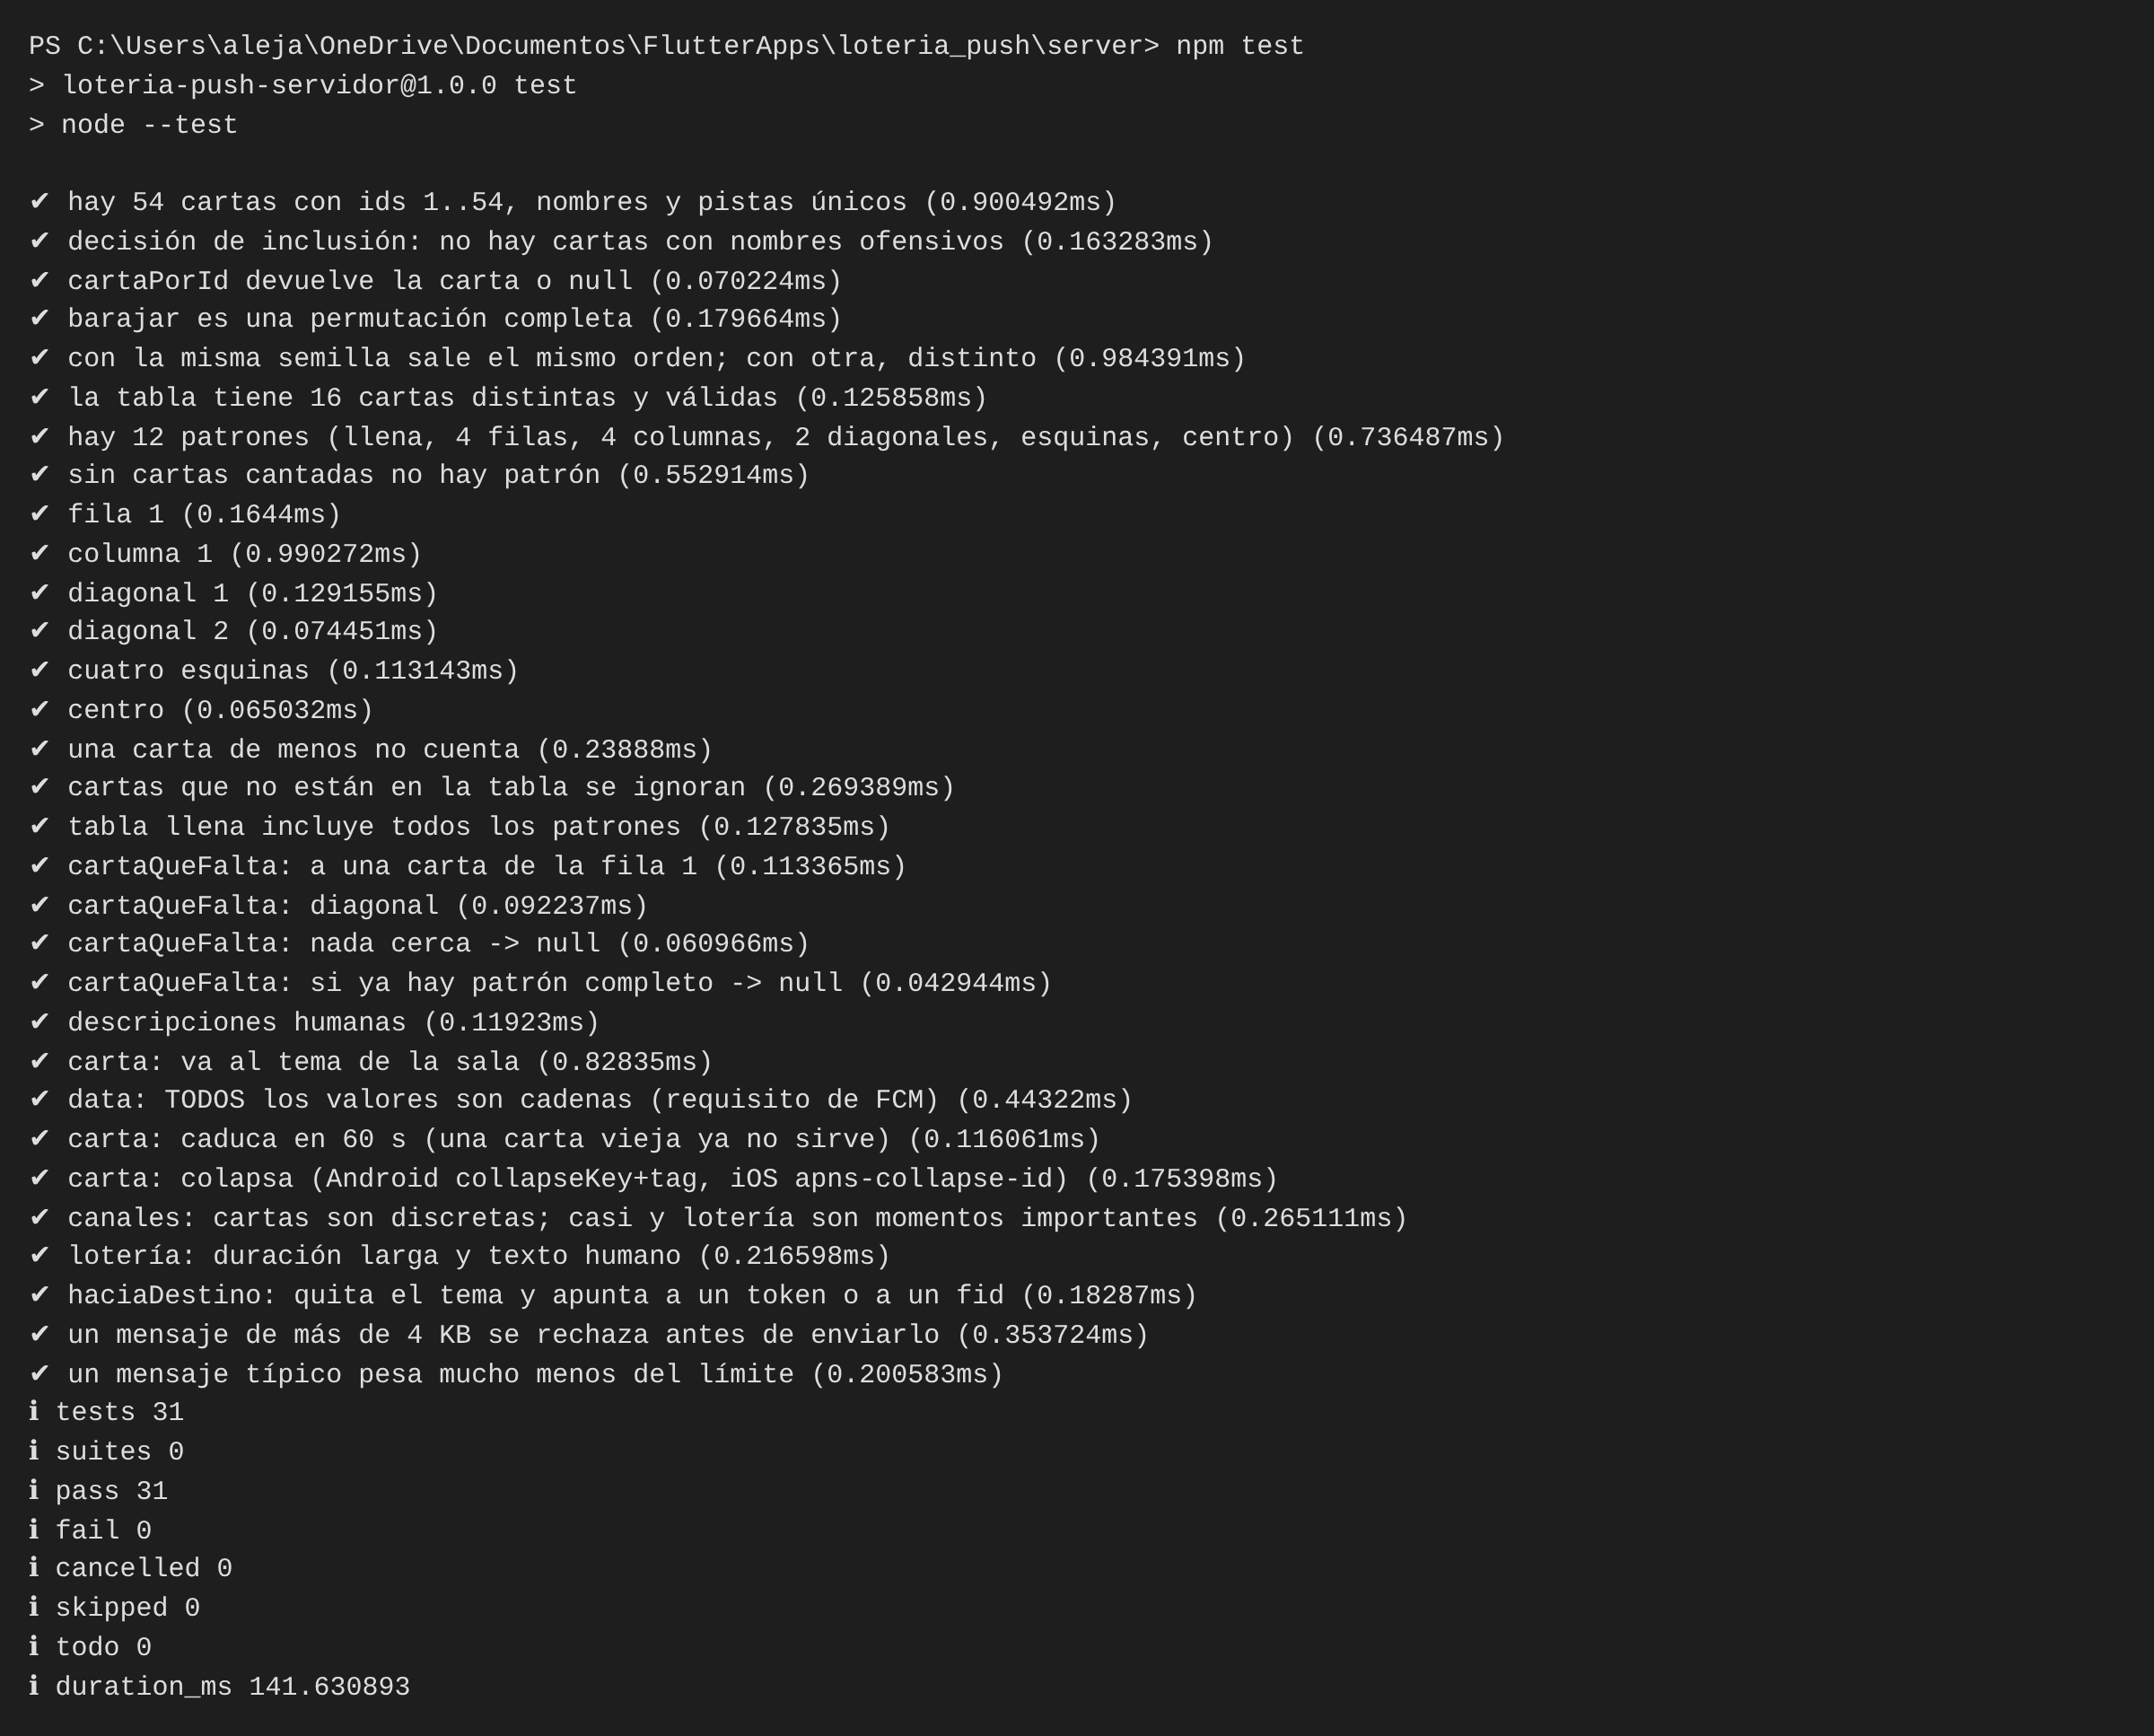 PS C:\Users\aleja\OneDrive\Documentos\FlutterApps\loteria_push\server> npm test
> loteria-push-servidor@1.0.0 test
> node --test
✔ hay 54 cartas con ids 1..54, nombres y pistas únicos (0.900492ms)
✔ decisión de inclusión: no hay cartas con nombres ofensivos (0.163283ms)
✔ cartaPorId devuelve la carta o null (0.070224ms)
✔ barajar es una permutación completa (0.179664ms)
✔ con la misma semilla sale el mismo orden; con otra, distinto (0.984391ms)
✔ la tabla tiene 16 cartas distintas y válidas (0.125858ms)
✔ hay 12 patrones (llena, 4 filas, 4 columnas, 2 diagonales, esquinas, centro) (0.736487ms)
✔ sin cartas cantadas no hay patrón (0.552914ms)
✔ fila 1 (0.1644ms)
✔ columna 1 (0.990272ms)
✔ diagonal 1 (0.129155ms)
✔ diagonal 2 (0.074451ms)
✔ cuatro esquinas (0.113143ms)
✔ centro (0.065032ms)
✔ una carta de menos no cuenta (0.23888ms)
✔ cartas que no están en la tabla se ignoran (0.269389ms)
✔ tabla llena incluye todos los patrones (0.127835ms)
✔ cartaQueFalta: a una carta de la fila 1 (0.113365ms)
✔ cartaQueFalta: diagonal (0.092237ms)
✔ cartaQueFalta: nada cerca -> null (0.060966ms)
✔ cartaQueFalta: si ya hay patrón completo -> null (0.042944ms)
✔ descripciones humanas (0.11923ms)
✔ carta: va al tema de la sala (0.82835ms)
✔ data: TODOS los valores son cadenas (requisito de FCM) (0.44322ms)
✔ carta: caduca en 60 s (una carta vieja ya no sirve) (0.116061ms)
✔ carta: colapsa (Android collapseKey+tag, iOS apns-collapse-id) (0.175398ms)
✔ canales: cartas son discretas; casi y lotería son momentos importantes (0.265111ms)
✔ lotería: duración larga y texto humano (0.216598ms)
✔ haciaDestino: quita el tema y apunta a un token o a un fid (0.18287ms)
✔ un mensaje de más de 4 KB se rechaza antes de enviarlo (0.353724ms)
✔ un mensaje típico pesa mucho menos del límite (0.200583ms)
ℹ tests 31
ℹ suites 0
ℹ pass 31
ℹ fail 0
ℹ cancelled 0
ℹ skipped 0
ℹ todo 0
ℹ duration_ms 141.630893